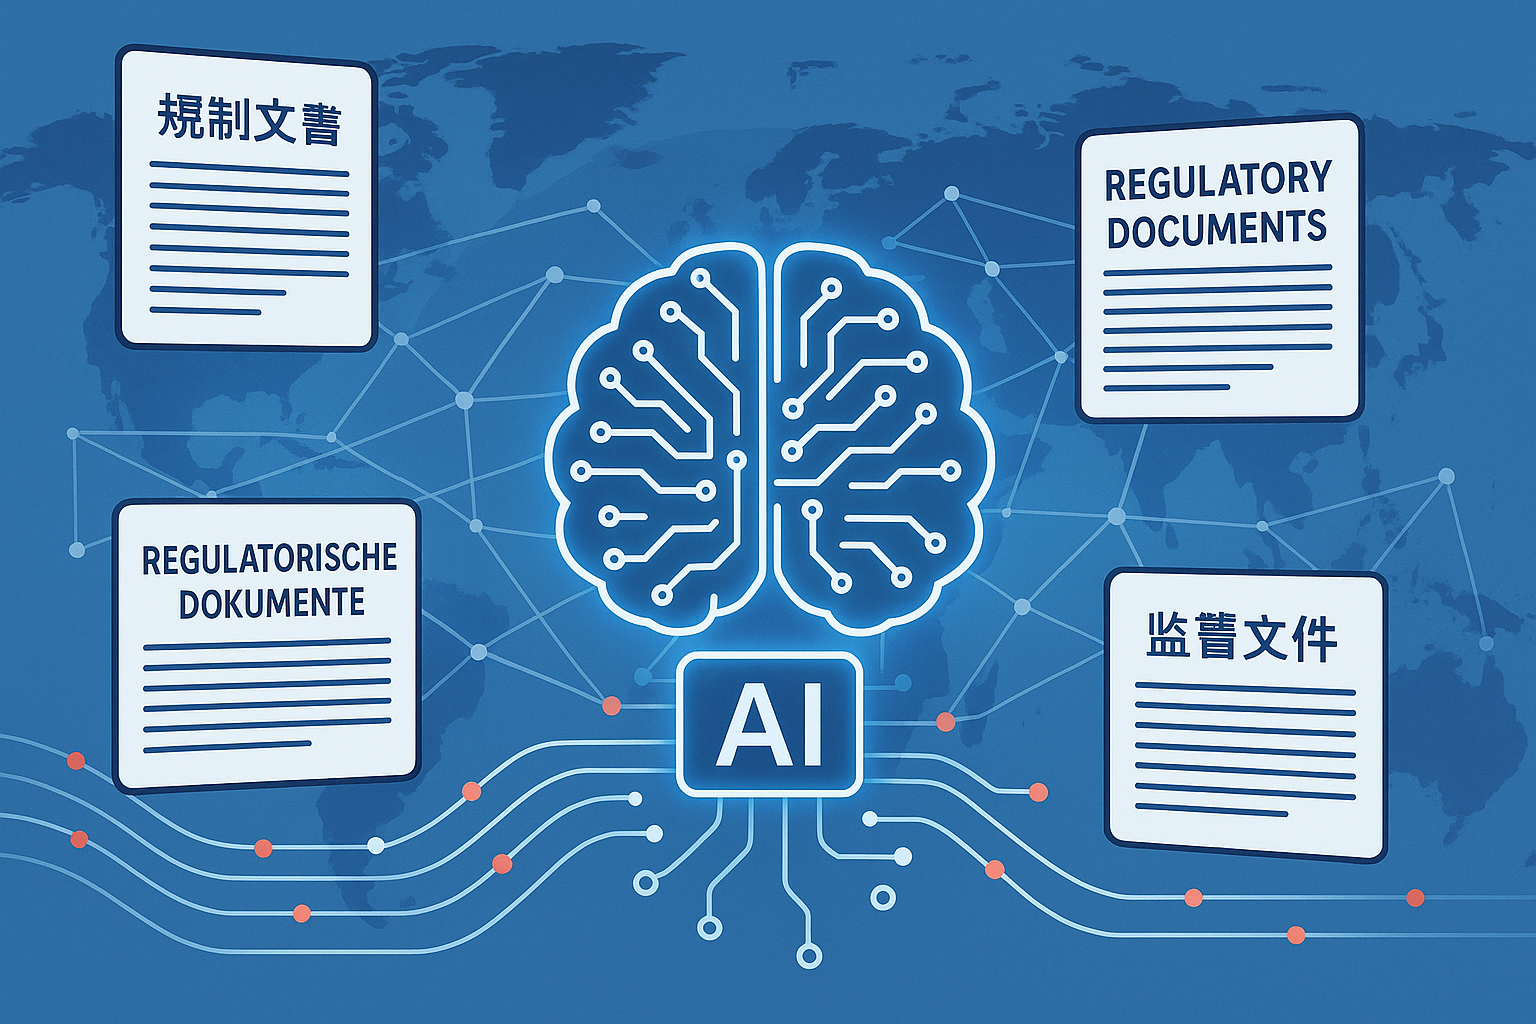 規制文書
REGULATORY
DOCUMENTS
REGULATORISCHE
DOKUMENTE
AI
监管文件